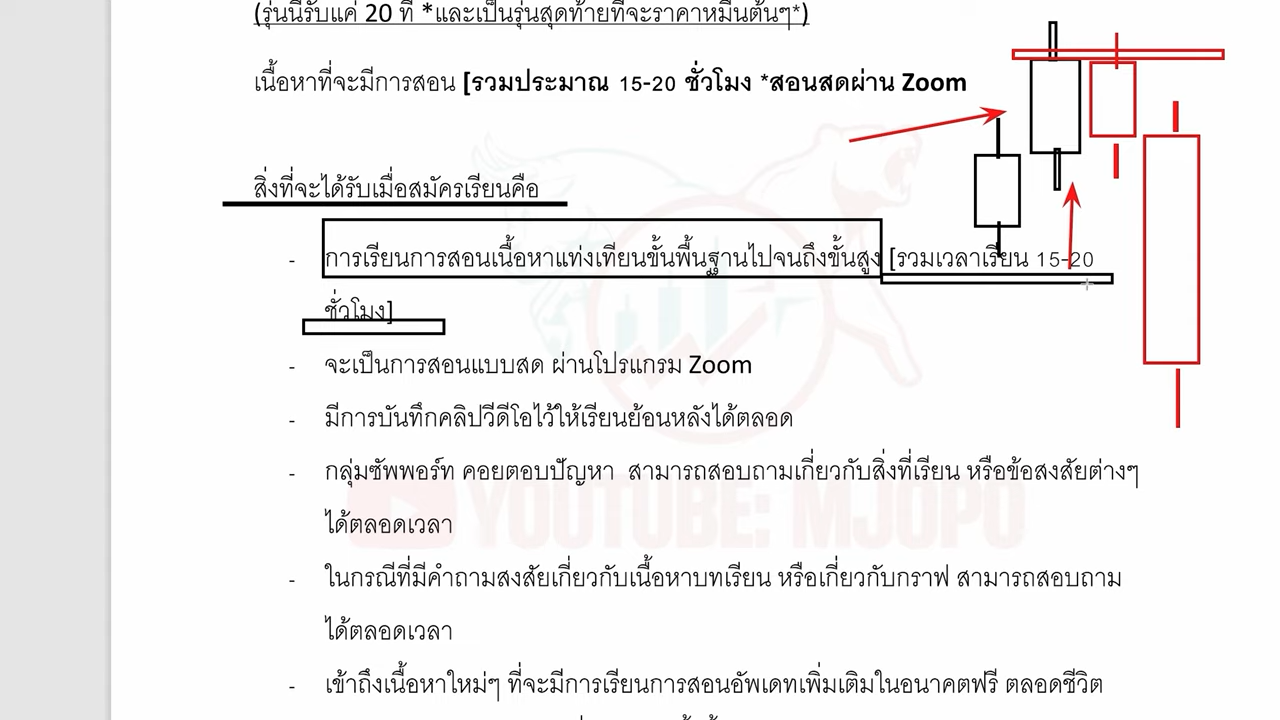 (รุ่นนี้รับแค่ 20 ที่ *และเป็นรุ่นสุดท้ายที่จะราคาหมื่นต้นๆ*)
เนื้อหาที่จะมีการสอน [รวมประมาณ 15-20 ชั่วโมง *สอนสดผ่าน Zoom
สิ่งที่จะได้รับเมื่อสมัครเรียนคือ
- การเรียนการสอนเนื้อหาแท่งเทียนขั้นพื้นฐานไปจนถึงขั้นสูง [รวมเวลาเรียน 15-20
ชั่วโมง]
- จะเป็นการสอนแบบสด ผ่านโปรแกรม Zoom
- มีการบันทึกคลิปวีดีโอไว้ให้เรียนย้อนหลังได้ตลอด
- กลุ่มซัพพอร์ท คอยตอบปัญหา สามารถสอบถามเกี่ยวกับสิ่งที่เรียน หรือข้อสงสัยต่างๆ
ได้ตลอดเวลา
YOUTUBE: MJOPU
- ในกรณีที่มีคำถามสงสัยเกี่ยวกับเนื้อหาบทเรียน หรือเกี่ยวกับกราฟ สามารถสอบถาม
ได้ตลอดเวลา
- เข้าถึงเนื้อหาใหม่ๆ ที่จะมีการเรียนการสอนอัพเดทเพิ่มเติมในอนาคตฟรี ตลอดชีวิต